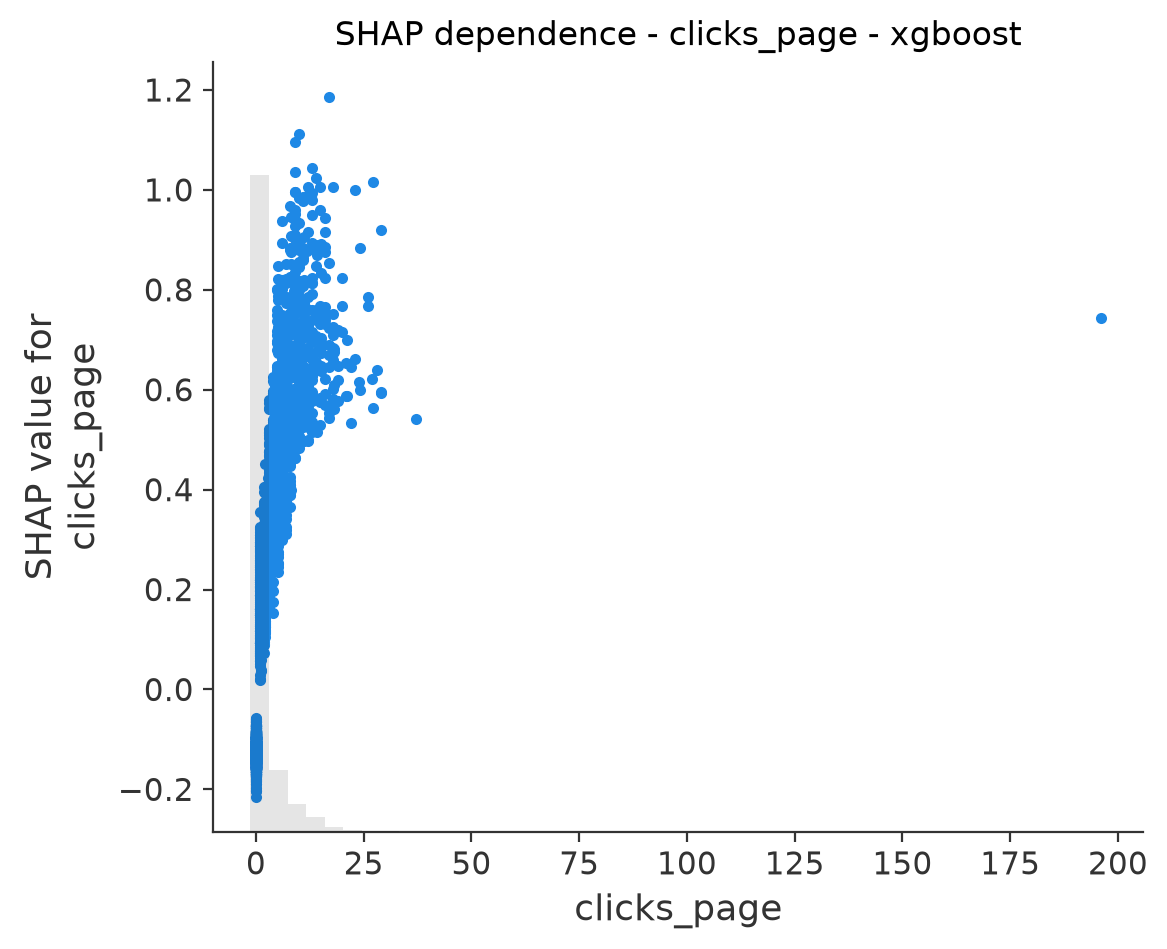 SHAP dependence - clicks_page - xgboost
1.2
1.0
0.8
0.6
0.4
0.2
0.0
−0.2
SHAP value for
clicks_page
0 25 50 75 100 125 150 175 200
clicks_page